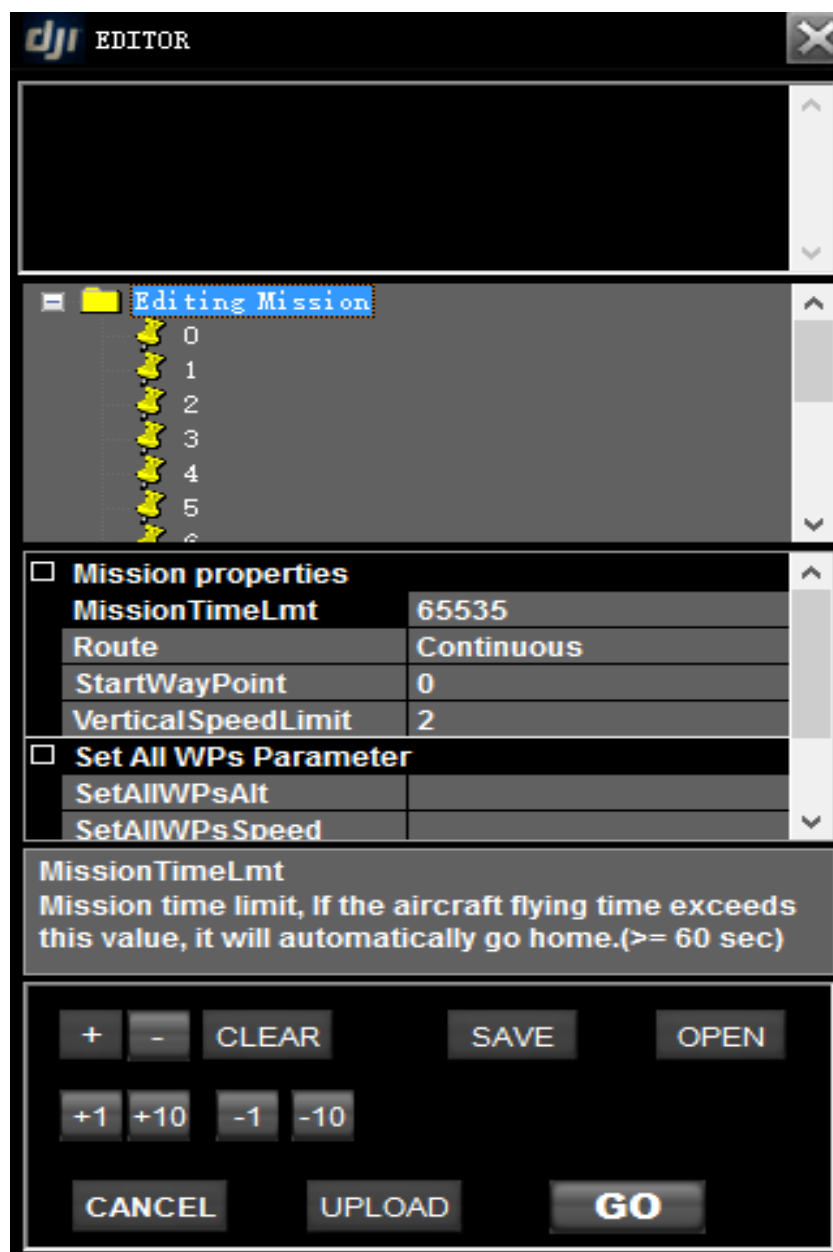 dji EDITOR
Editing Mission
0
1
2
3
4
5
Mission properties
MissionTimeLmt 65535
Route Continuous
StartWayPoint 0
VerticalSpeedLimit 2
Set All WPs Parameter
SetAllWPsAlt
SetAllWPsSpeed
MissionTimeLmt
Mission time limit, If the aircraft flying time exceeds
this value, it will automatically go home.(>= 60 sec)
+ - CLEAR SAVE OPEN
+1 +10 -1 -10
CANCEL UPLOAD GO